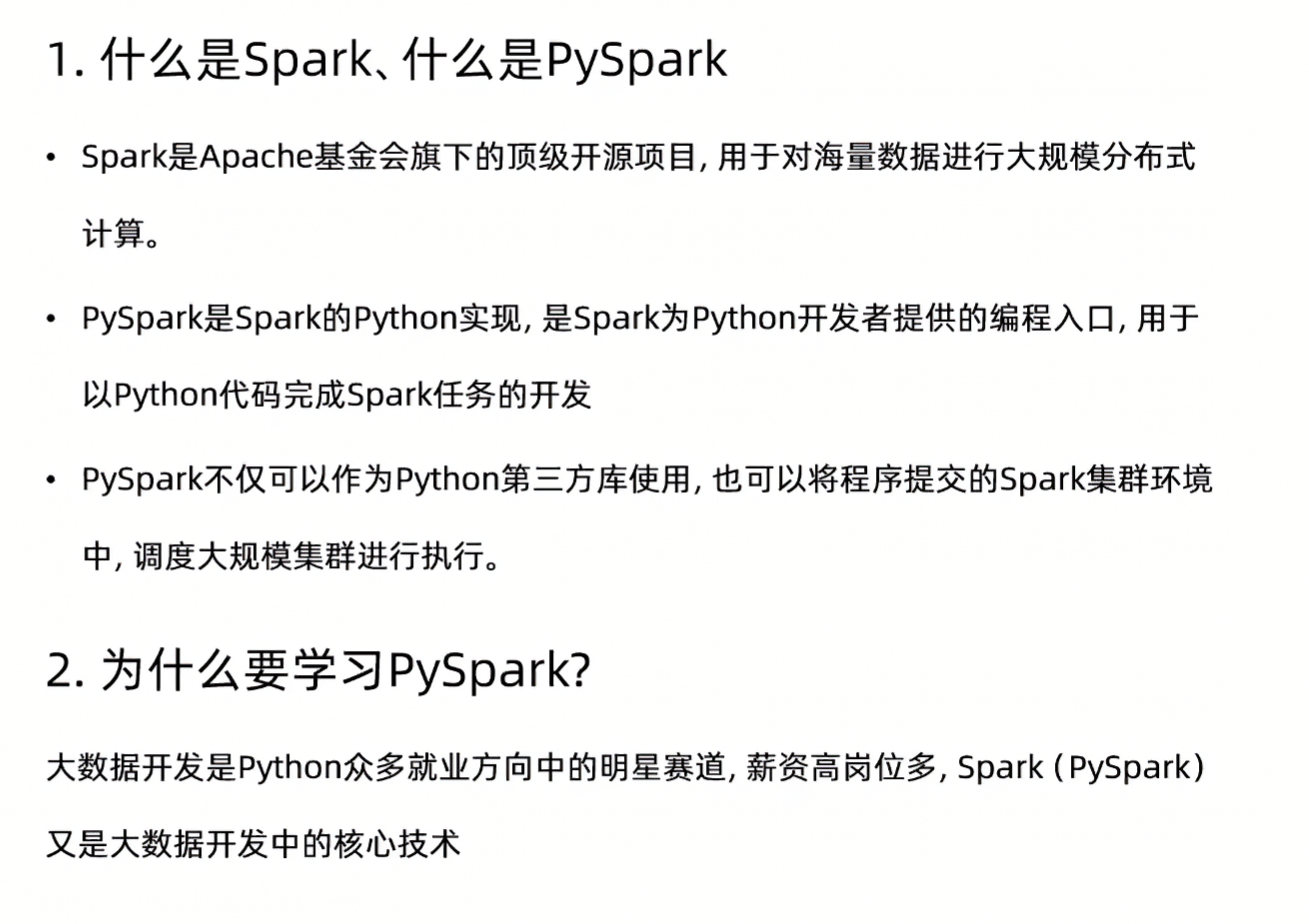 1. 什么是Spark、什么是PySpark
• Spark是Apache基金会旗下的顶级开源项目, 用于对海量数据进行大规模分布式
计算。
• PySpark是Spark的Python实现, 是Spark为Python开发者提供的编程入口, 用于
以Python代码完成Spark任务的开发
• PySpark不仅可以作为Python第三方库使用, 也可以将程序提交的Spark集群环境
中, 调度大规模集群进行执行。
2. 为什么要学习PySpark?
大数据开发是Python众多就业方向中的明星赛道, 薪资高岗位多, Spark (PySpark)
又是大数据开发中的核心技术